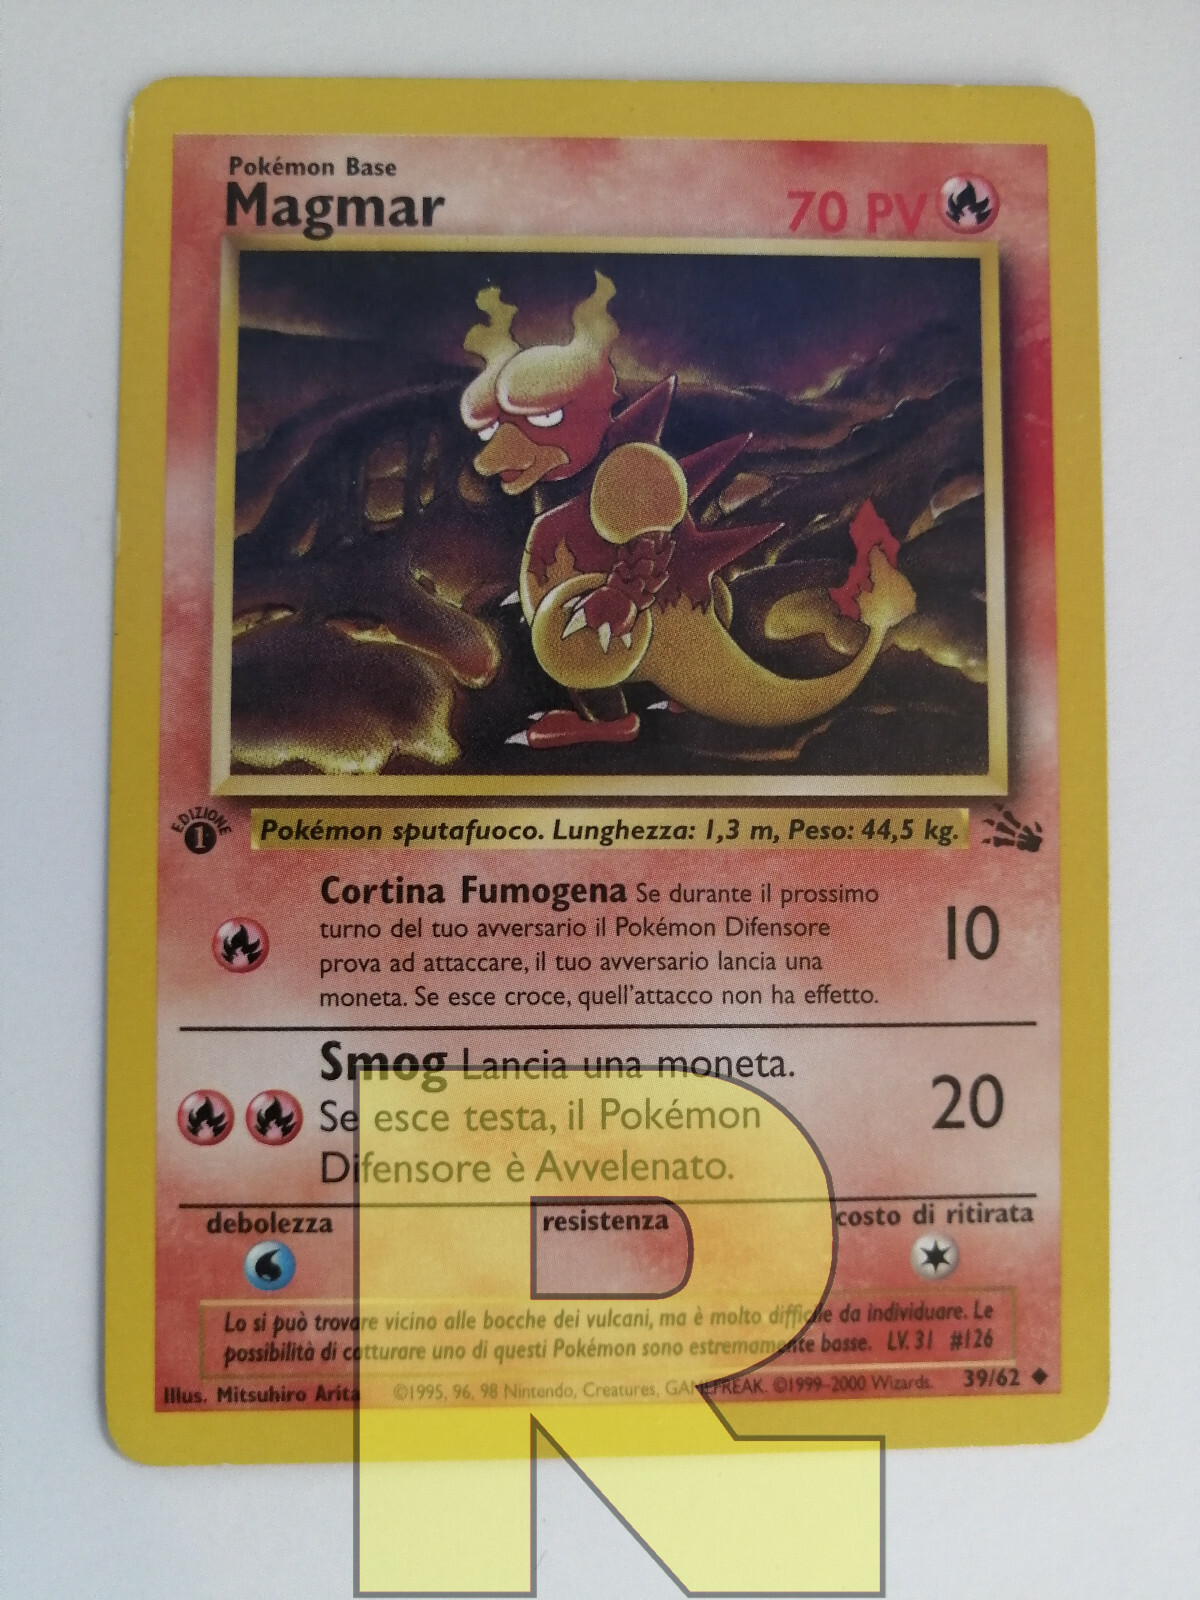 Pokémon Base
Magmar
70 PV
EDIZIONE
1
Pokémon sputafuoco. Lunghezza: 1,3 m, Peso: 44,5 kg.
Cortina Fumogena Se durante il prossimo
turno del tuo avversario il Pokémon Difensore
prova ad attaccare, il tuo avversario lancia una
moneta. Se esce croce, quell'attacco non ha effetto.
10
Smog Lancia una moneta.
Se esce testa, il Pokémon
Difensore è Avvelenato.
20
debolezza
resistenza
costo di ritirata
Lo si può trovare vicino alle bocche dei vulcani, ma è molto difficile da individuare. Le
possibilità di catturare uno di questi Pokémon sono estremamente basse. LV. 31 #126
Illus. Mitsuhiro Arita
©1995, 96, 98 Nintendo, Creatures, GAMEFREAK. ©1999-2000 Wizards.
39/62
R